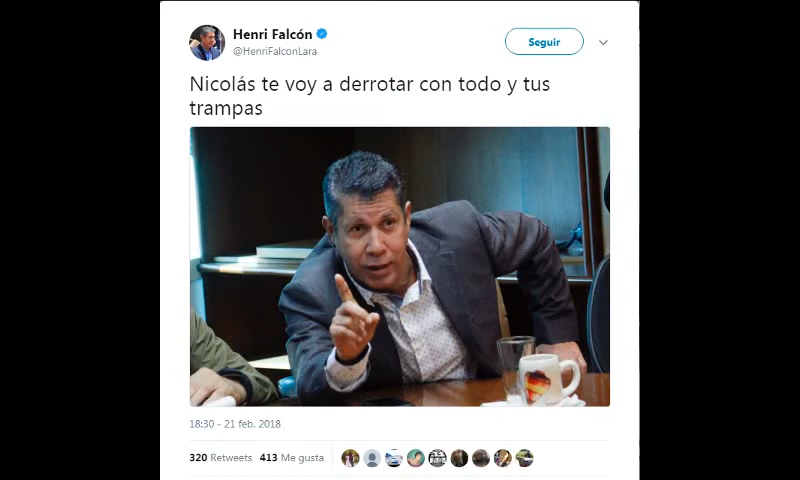 Henri Falcón
@HenriFalconLara
Seguir
Nicolás te voy a derrotar con todo y tus
trampas
18:30 - 21 feb. 2018
320 Retweets 413 Me gusta